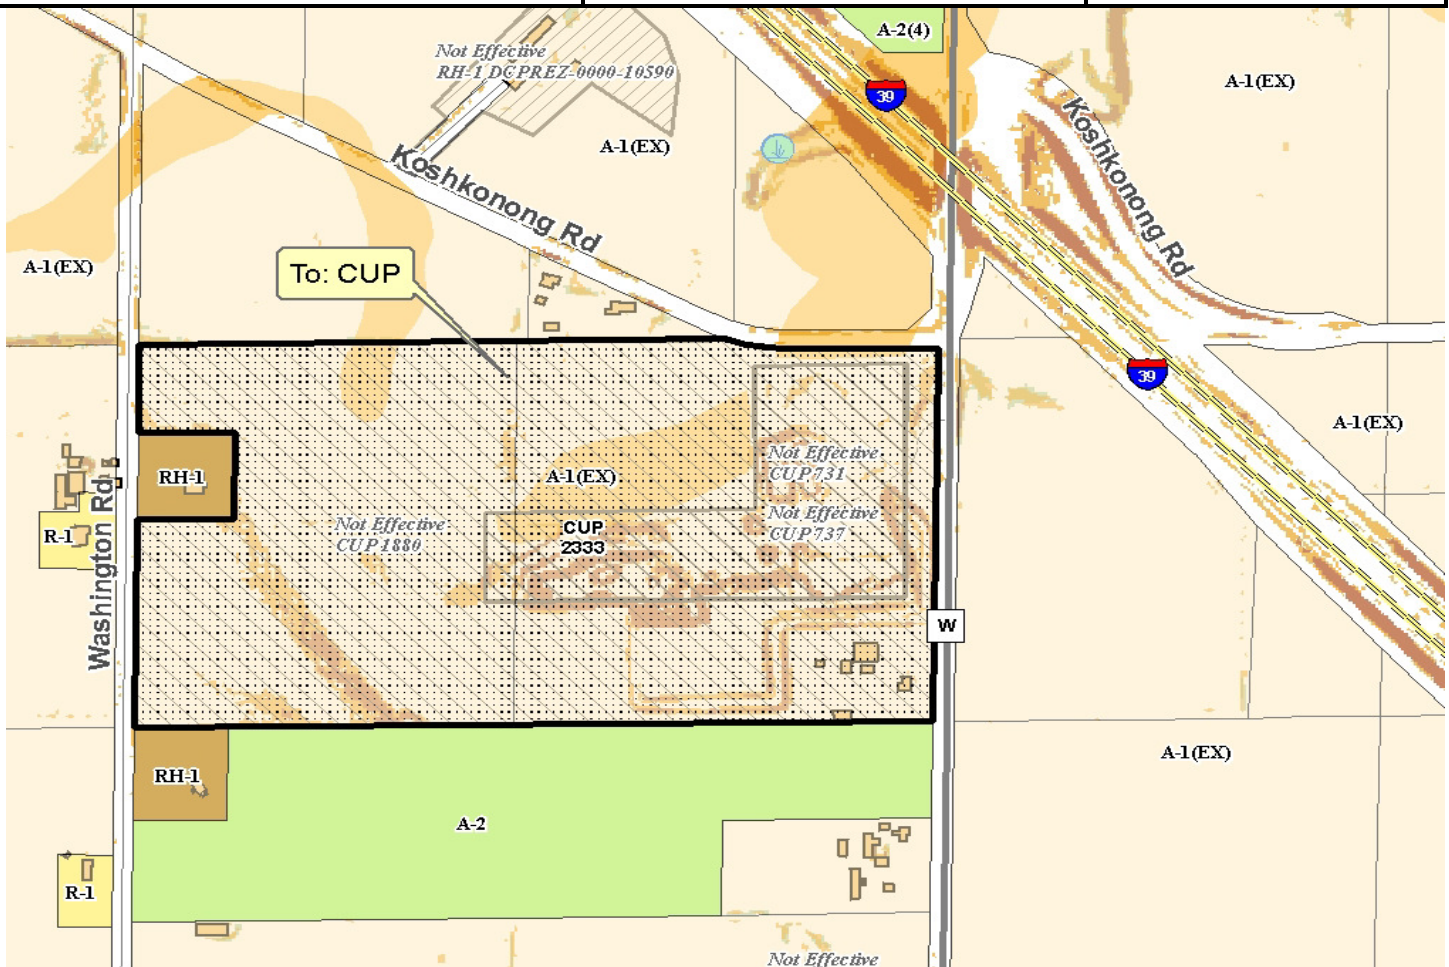 A-2(4)
Not Effective
RH-1 DCPREZ-0000-10590
A-1(EX)
39
Koshkonong Rd
A-1(EX)
Koshkonong Rd
A-1(EX)
To: CUP
39
A-1(EX)
RH-1
A-1(EX)
Not Effective
CUP 731
R-1
Washington Rd
Not Effective
CUP 1880
CUP
2333
Not Effective
CUP 737
W
RH-1
A-1(EX)
A-2
R-1
Not Effective